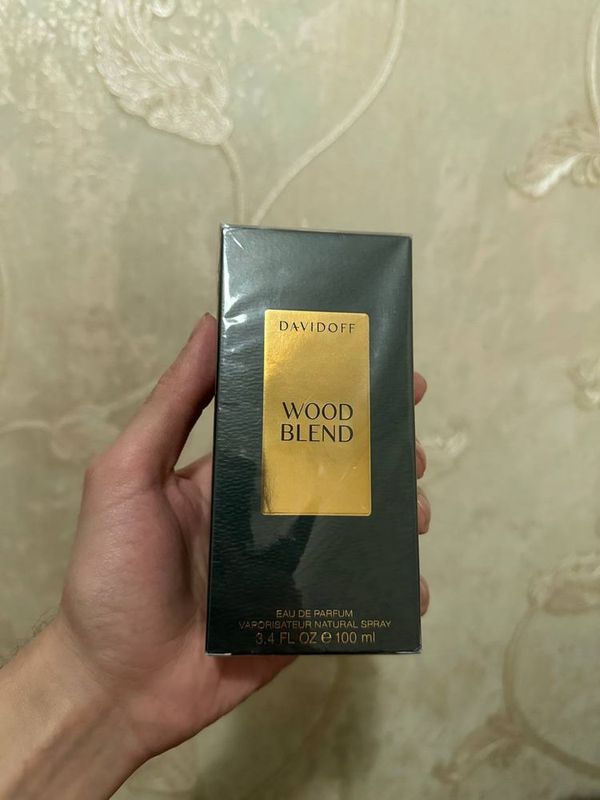 DAVIDOFF
WOOD
BLEND
EAU DE PARFUM
VAPORISATEUR NATURAL SPRAY
3.4 FL OZ ℮ 100 ml